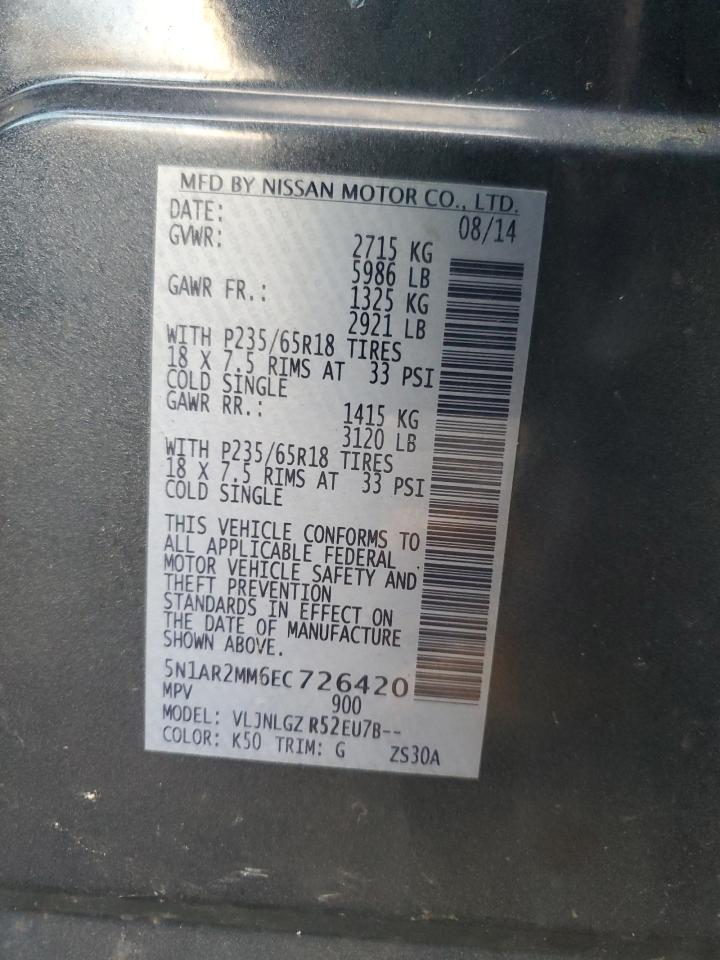 MFD BY NISSAN MOTOR CO., LTD.
DATE: 08/14
GVWR: 2715 KG
5986 LB
GAWR FR.: 1325 KG
2921 LB
WITH P235/65R18 TIRES
18 X 7.5 RIMS AT 33 PSI
COLD SINGLE
GAWR RR.: 1415 KG
3120 LB
WITH P235/65R18 TIRES
18 X 7.5 RIMS AT 33 PSI
COLD SINGLE
THIS VEHICLE CONFORMS TO
ALL APPLICABLE FEDERAL
MOTOR VEHICLE SAFETY AND
THEFT PREVENTION
STANDARDS IN EFFECT ON
THE DATE OF MANUFACTURE
SHOWN ABOVE.
5N1AR2MM6EC726420
MPV 900
MODEL: VLJNLGZ R52EU7B--
COLOR: K50 TRIM: G ZS30A